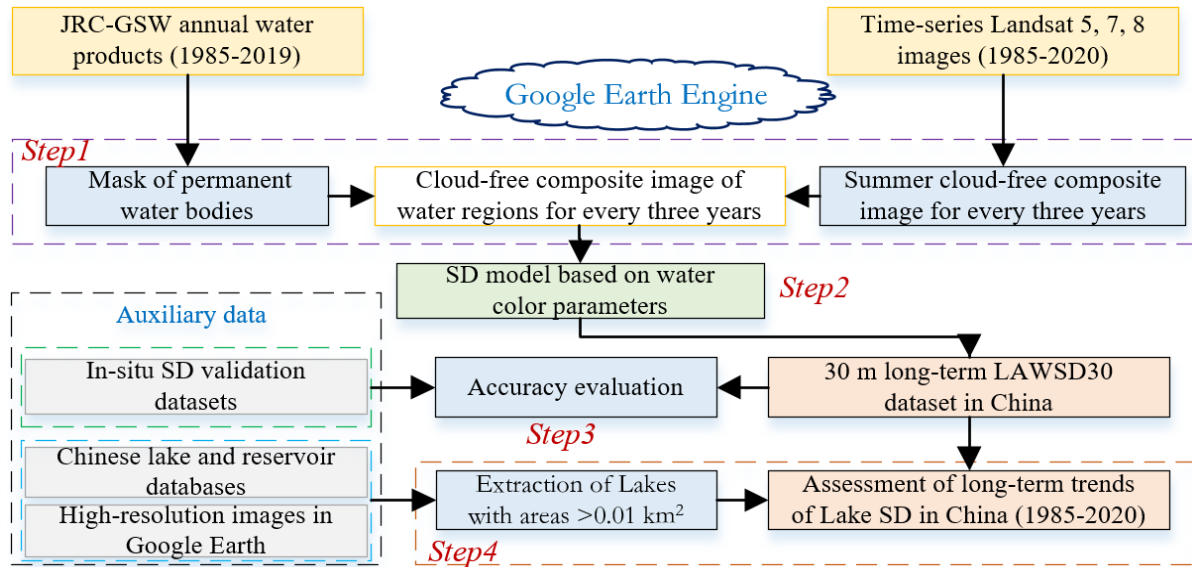 JRC-GSW annual water
products (1985-2019)
Time-series Landsat 5, 7, 8
images (1985-2020)
Google Earth Engine
Step1
Mask of permanent
water bodies
Cloud-free composite image of
water regions for every three years
Summer cloud-free composite
image for every three years
SD model based on water
color parameters
Step2
Auxiliary data
In-situ SD validation
datasets
Accuracy evaluation
30 m long-term LAWSD30
dataset in China
Step3
Chinese lake and reservoir
databases
High-resolution images in
Google Earth
Extraction of Lakes
with areas >0.01 km²
Assessment of long-term trends
of Lake SD in China (1985-2020)
Step4